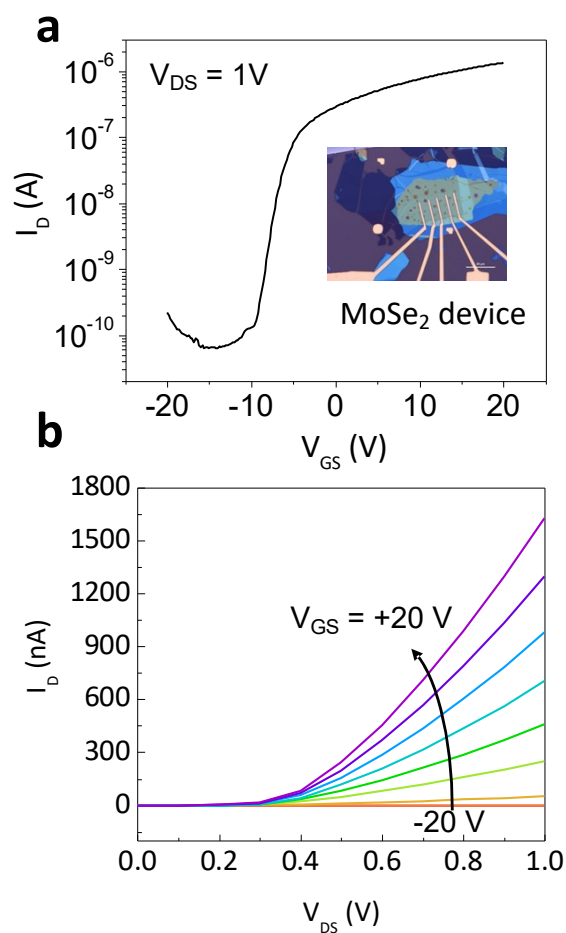 a
V_DS = 1V
10^-6
10^-7
10^-8
10^-9
10^-10
I_D (A)
MoSe₂ device
-20 -10 0 10 20
V_GS (V)
b
1800
1500
1200
900
600
300
0
I_D (nA)
V_GS = +20 V
-20 V
0.0 0.2 0.4 0.6 0.8 1.0
V_DS (V)